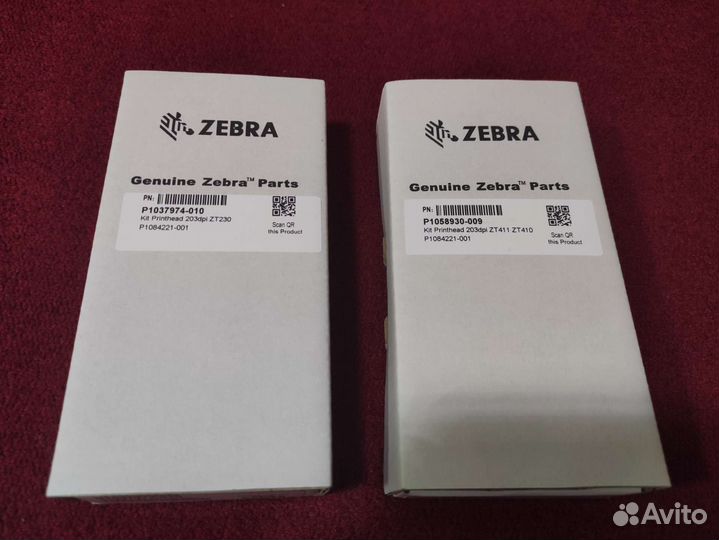 ZEBRA
Genuine Zebra™ Parts
PN:
P1037974-010
Kit Printhead 203dpi ZT230
P1084221-001
Scan QR
this Product
ZEBRA
Genuine Zebra™ Parts
PN:
P1058930-009
Kit Printhead 203dpi ZT411 ZT410
P1084221-001
Scan QR
this Product
Avito